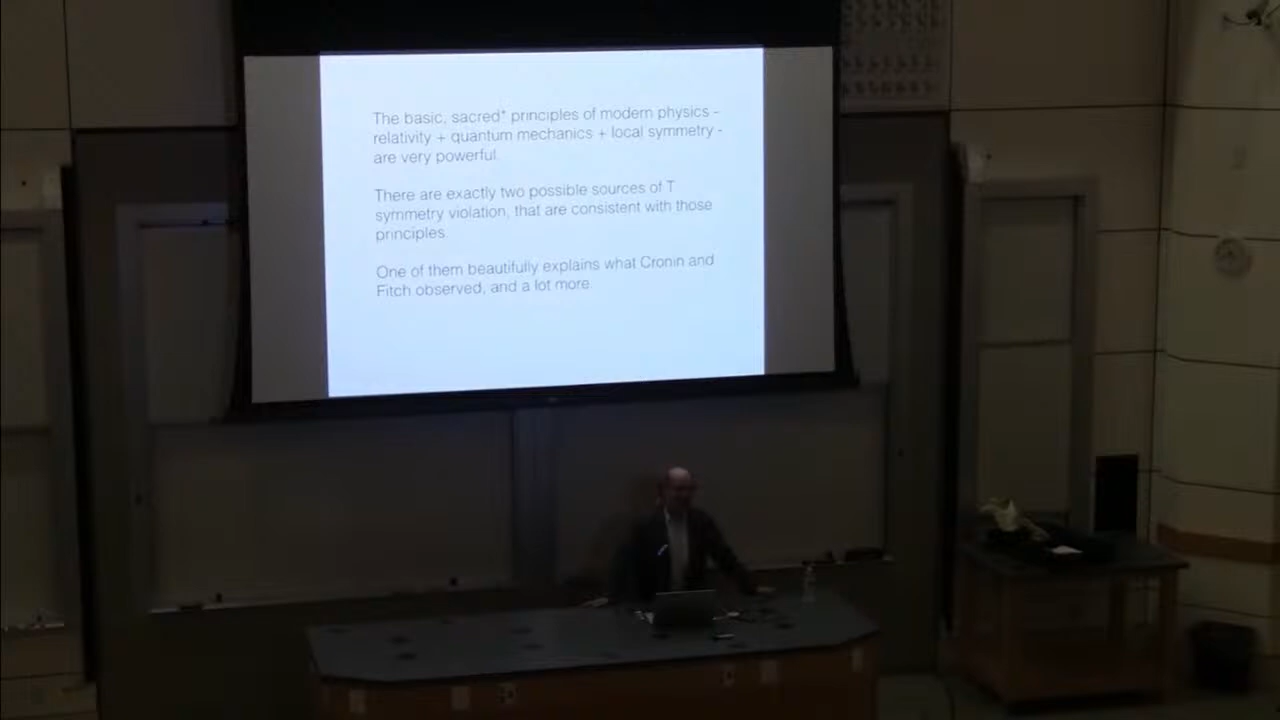 The basic, sacred* principles of modern physics -
relativity + quantum mechanics + local symmetry -
are very powerful.
There are exactly two possible sources of T
symmetry violation, that are consistent with those
principles.
One of them beautifully explains what Cronin and
Fitch observed, and a lot more.